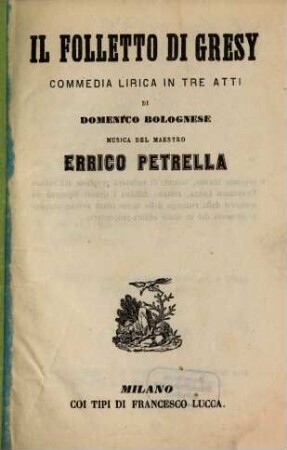 IL FOLLETTO DI GRESY
COMMEDIA LIRICA IN TRE ATTI
DI
DOMENICO BOLOGNESE
MUSICA DEL MAESTRO
ERRICO PETRELLA
MILANO
COI TIPI DI FRANCESCO LUCCA.